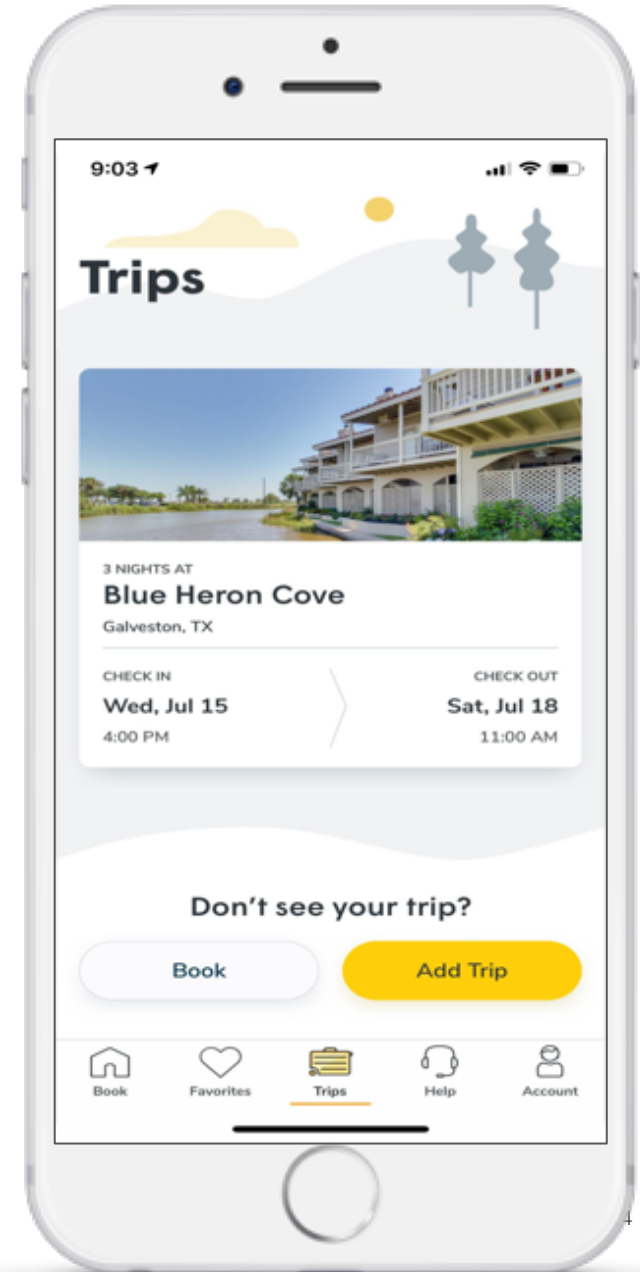 9:03
Trips
3 NIGHTS AT
Blue Heron Cove
Galveston, TX
CHECK IN
CHECK OUT
Wed, Jul 15
Sat, Jul 18
4:00 PM
11:00 AM
Don't see your trip?
Book
Add Trip
Book
Favorites
Trips
Help
Account
4